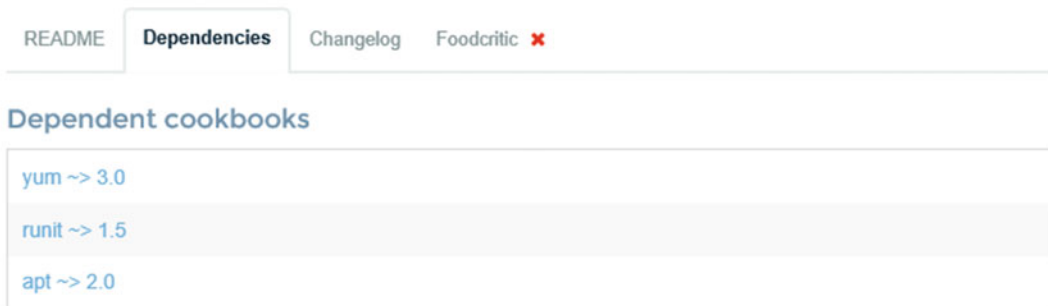 README Dependencies Changelog Foodcritic ✖
Dependent cookbooks
yum ~> 3.0
runit ~> 1.5
apt ~> 2.0